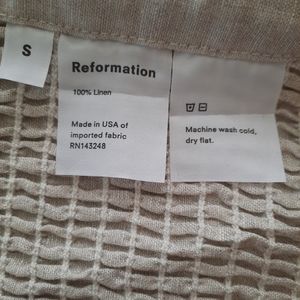 S
Reformation
100% Linen
Made in USA of
imported fabric
RN143248
Machine wash cold,
dry flat.